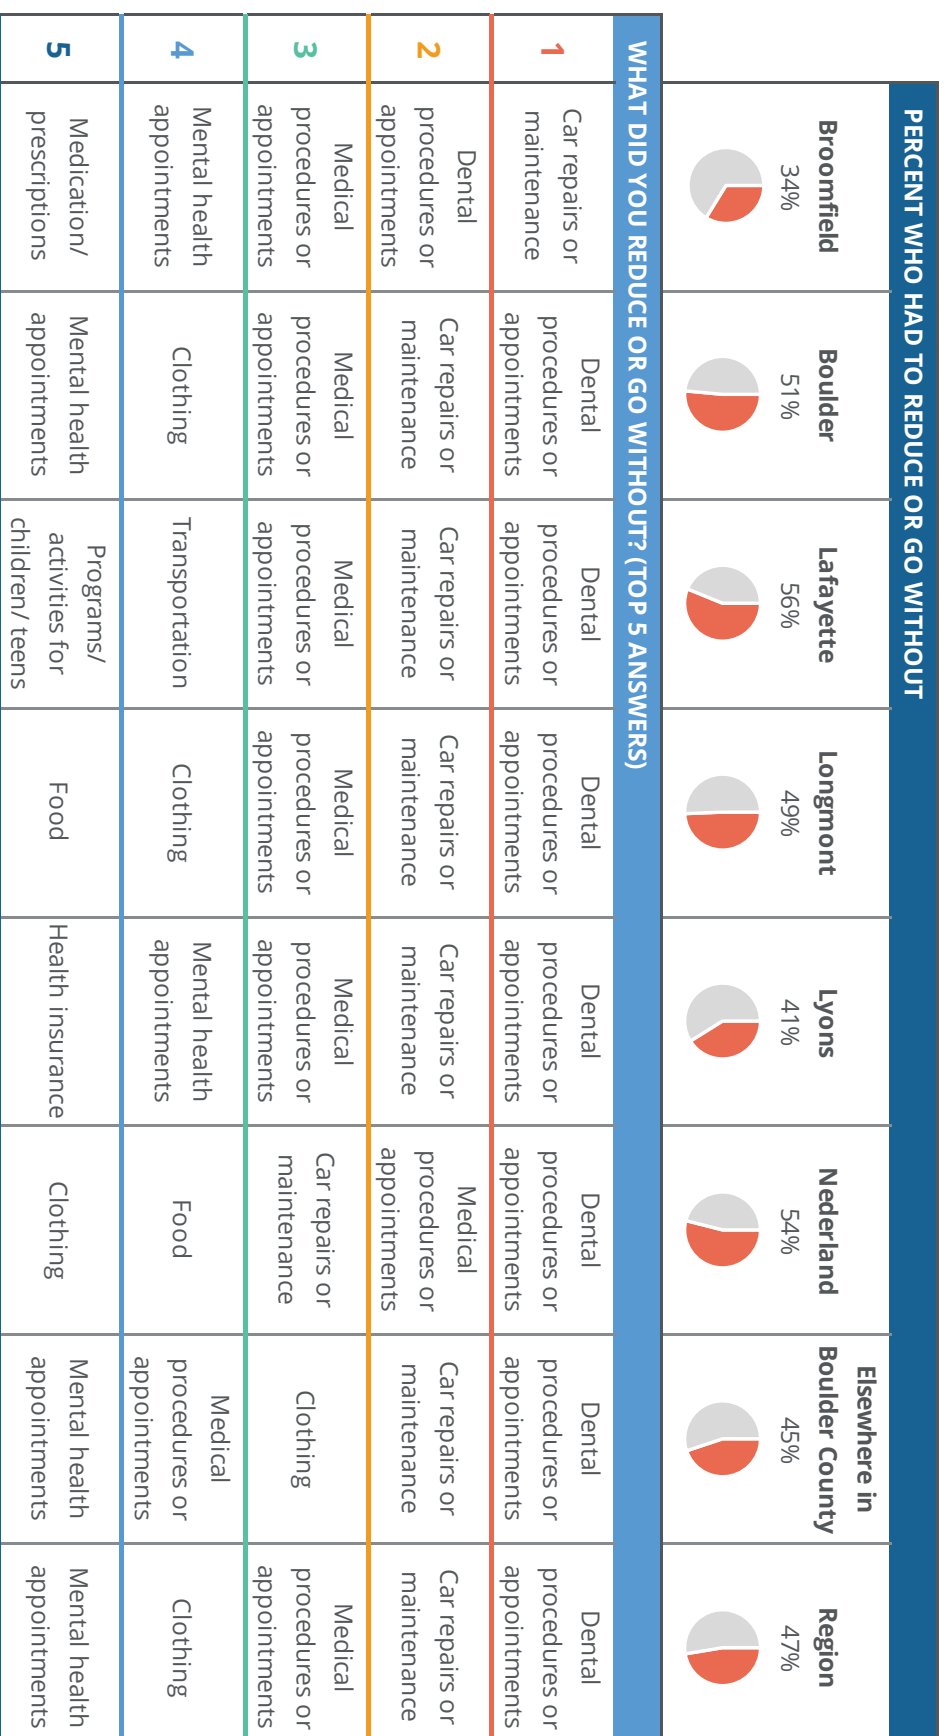 PERCENT WHO HAD TO REDUCE OR GO WITHOUT
Broomfield
34%
Boulder
51%
Lafayette
56%
Longmont
49%
Lyons
41%
Nederland
54%
Elsewhere in
Boulder County
45%
Region
47%
WHAT DID YOU REDUCE OR GO WITHOUT? (TOP 5 ANSWERS)
1
Car repairs or
maintenance
Dental
procedures or
appointments
Dental
procedures or
appointments
Dental
procedures or
appointments
Dental
procedures or
appointments
Dental
procedures or
appointments
Dental
procedures or
appointments
Dental
procedures or
appointments
2
Dental
procedures or
appointments
Car repairs or
maintenance
Car repairs or
maintenance
Car repairs or
maintenance
Car repairs or
maintenance
Medical
procedures or
appointments
Car repairs or
maintenance
Car repairs or
maintenance
3
Medical
procedures or
appointments
Medical
procedures or
appointments
Medical
procedures or
appointments
Medical
procedures or
appointments
Medical
procedures or
appointments
Car repairs or
maintenance
Clothing
Medical
procedures or
appointments
4
Mental health
appointments
Clothing
Transportation
Clothing
Mental health
appointments
Food
Medical
procedures or
appointments
Clothing
5
Medication/
prescriptions
Mental health
appointments
Programs/
activities for
children/ teens
Food
Health insurance
Clothing
Mental health
appointments
Mental health
appointments